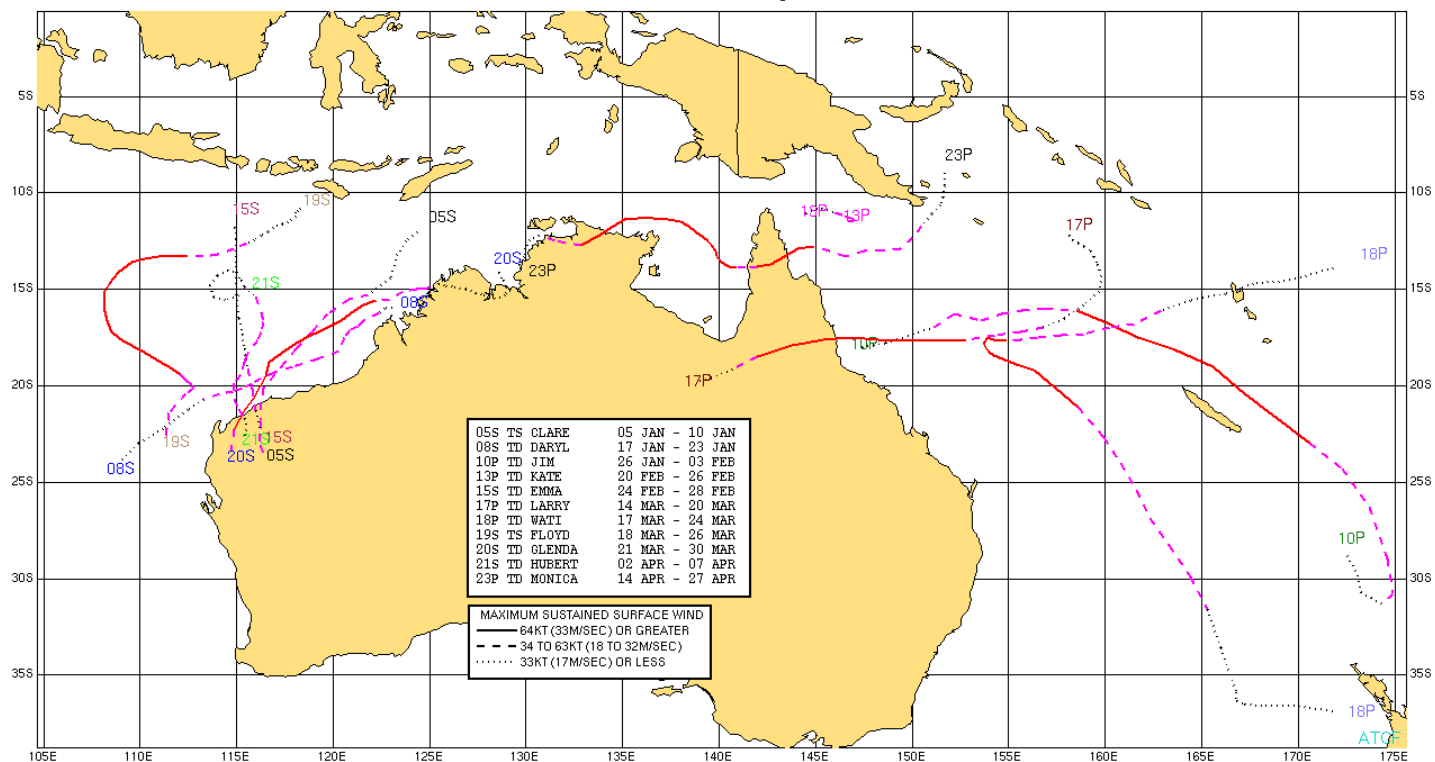 5S
5S
23P
10S
10S
15S
19S
05S
18P
13P
17P
20S
23P
18P
21S
15S
15S
08S
10P
17P
20S
20S
19S
21S
15S
20S
05S
08S
05S TS CLARE 05 JAN - 10 JAN
08S TD DARYL 17 JAN - 23 JAN
10P TD JIM 26 JAN - 03 FEB
13P TD KATE 20 FEB - 26 FEB
15S TD EMMA 24 FEB - 28 FEB
17P TD LARRY 14 MAR - 20 MAR
18P TD WATI 17 MAR - 24 MAR
19S TS FLOYD 18 MAR - 26 MAR
20S TD GLENDA 21 MAR - 30 MAR
21S TD HUBERT 02 APR - 07 APR
23P TD MONICA 14 APR - 27 APR
25S
25S
10P
30S
30S
MAXIMUM SUSTAINED SURFACE WIND
64KT (33M/SEC) OR GREATER
34 TO 63KT (18 TO 32M/SEC)
33KT (17M/SEC) OR LESS
35S
35S
18P
ATCF
105E 110E 115E 120E 125E 130E 135E 140E 145E 150E 155E 160E 165E 170E 175E